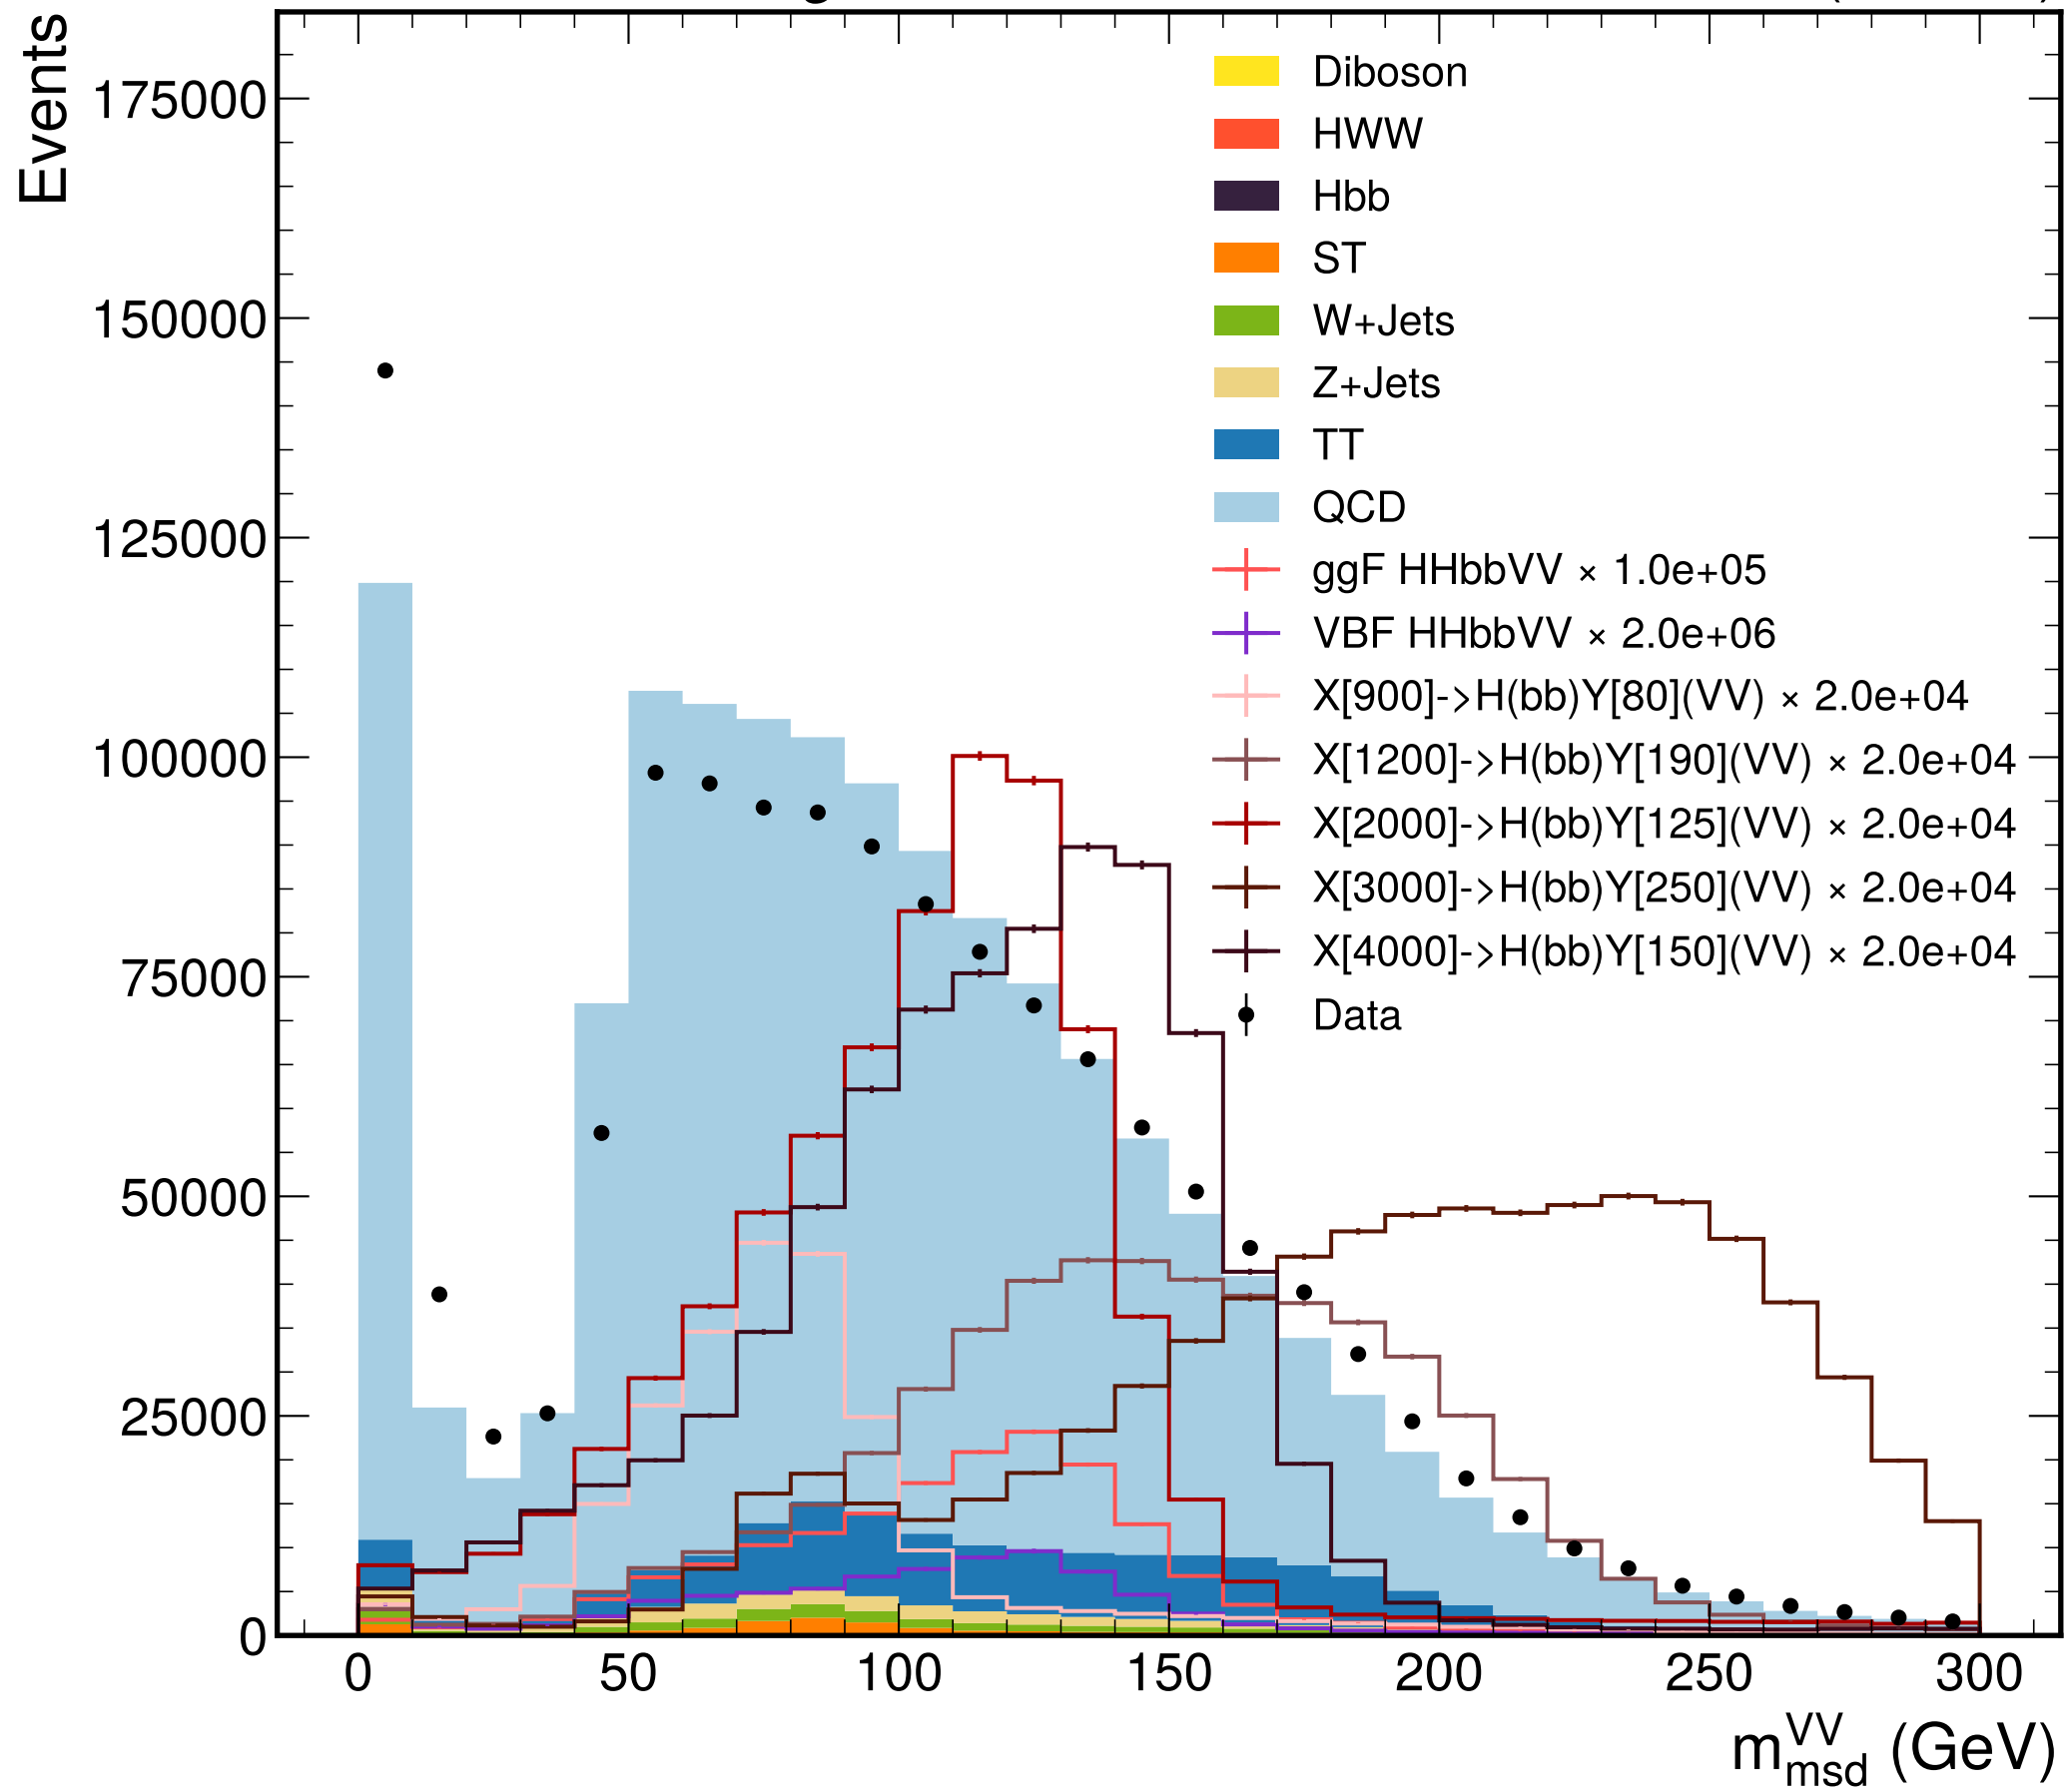 Events
175000
150000
125000
100000
75000
50000
25000
0
Diboson
HWW
Hbb
ST
W+Jets
Z+Jets
TT
QCD
ggF HHbbVV × 1.0e+05
VBF HHbbVV × 2.0e+06
X[900]->H(bb)Y[80](VV) × 2.0e+04
X[1200]->H(bb)Y[190](VV) × 2.0e+04
X[2000]->H(bb)Y[125](VV) × 2.0e+04
X[3000]->H(bb)Y[250](VV) × 2.0e+04
X[4000]->H(bb)Y[150](VV) × 2.0e+04
Data
0 50 100 150 200 250 300
m^VV_msd (GeV)